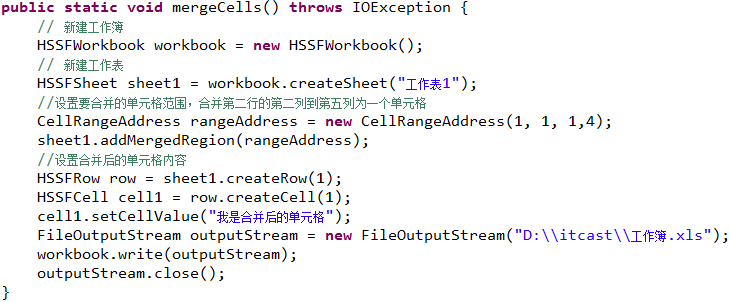 public static void mergeCells() throws IOException {
// 新建工作簿
HSSFWorkbook workbook = new HSSFWorkbook();
// 新建工作表
HSSFSheet sheet1 = workbook.createSheet("工作表1");
//设置要合并的单元格范围，合并第二行的第二列到第五列为一个单元格
CellRangeAddress rangeAddress = new CellRangeAddress(1, 1, 1,4);
sheet1.addMergedRegion(rangeAddress);
//设置合并后的单元格内容
HSSFRow row = sheet1.createRow(1);
HSSFCell cell1 = row.createCell(1);
cell1.setCellValue("我是合并后的单元格");
FileOutputStream outputStream = new FileOutputStream("D:\\itcast\\工作簿.xls");
workbook.write(outputStream);
outputStream.close();
}